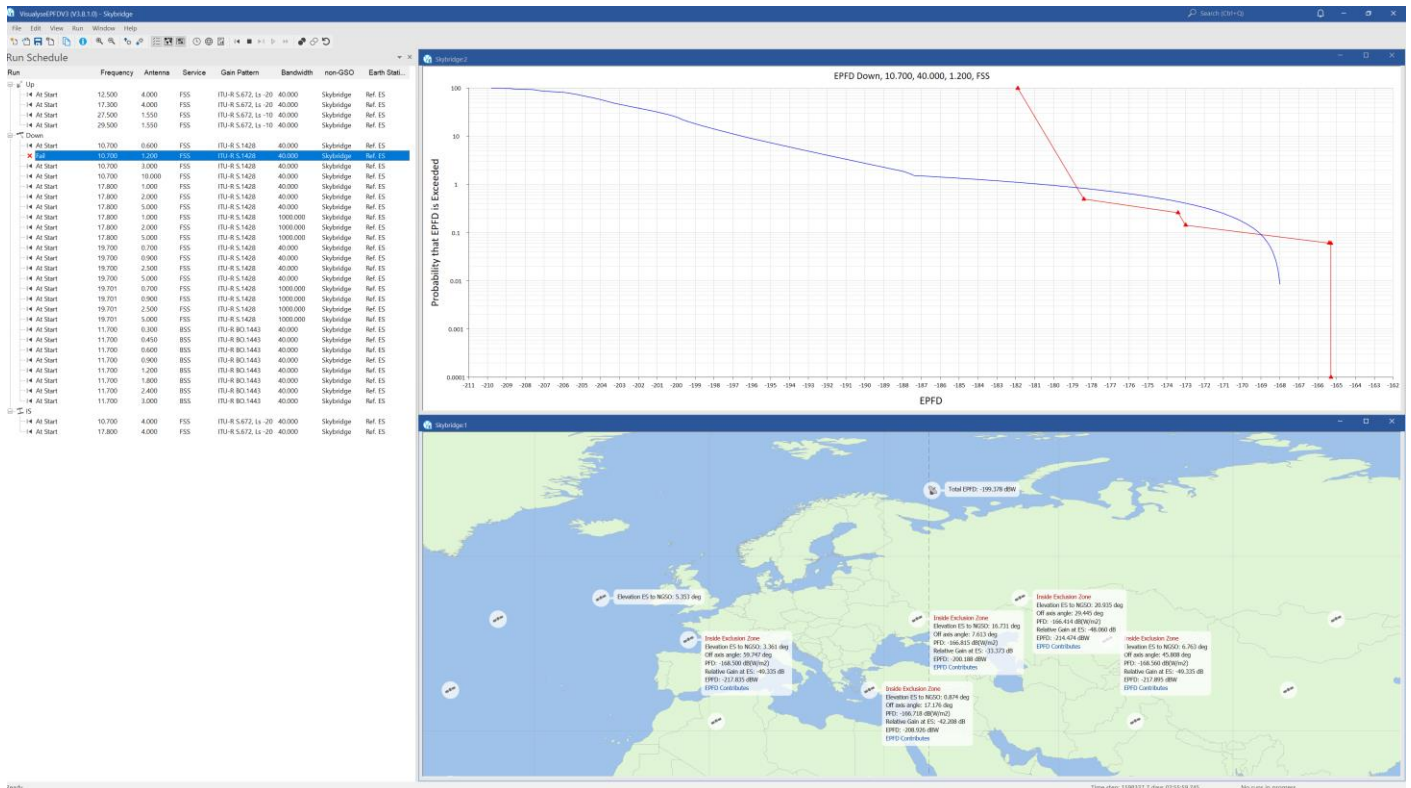 VisualyseEPFDV3 (V3.0.1.0) - Skybridge
Search (Ctrl+Q)
File Edit View Run Window Help
Run Schedule
Run Frequency Antenna Service Gain Pattern Bandwidth non-GSO Earth Stati...
Up
At Start 12.500 4.000 FSS ITU-R S.672, Ls -20 40.000 Skybridge Ref. ES
At Start 17.300 4.000 FSS ITU-R S.672, Ls -20 40.000 Skybridge Ref. ES
At Start 27.500 1.550 FSS ITU-R S.672, Ls -10 40.000 Skybridge Ref. ES
At Start 29.500 1.550 FSS ITU-R S.672, Ls -10 40.000 Skybridge Ref. ES
Down
At Start 10.700 0.600 FSS ITU-R S.1428 40.000 Skybridge Ref. ES
Fail 10.700 1.200 FSS ITU-R S.1428 40.000 Skybridge Ref. ES
At Start 10.700 3.000 FSS ITU-R S.1428 40.000 Skybridge Ref. ES
At Start 10.700 10.000 FSS ITU-R S.1428 40.000 Skybridge Ref. ES
At Start 17.800 1.000 FSS ITU-R S.1428 40.000 Skybridge Ref. ES
At Start 17.800 2.000 FSS ITU-R S.1428 40.000 Skybridge Ref. ES
At Start 17.800 5.000 FSS ITU-R S.1428 40.000 Skybridge Ref. ES
At Start 17.800 1.000 FSS ITU-R S.1428 1000.000 Skybridge Ref. ES
At Start 17.800 2.000 FSS ITU-R S.1428 1000.000 Skybridge Ref. ES
At Start 17.800 5.000 FSS ITU-R S.1428 1000.000 Skybridge Ref. ES
At Start 19.700 0.700 FSS ITU-R S.1428 40.000 Skybridge Ref. ES
At Start 19.700 0.900 FSS ITU-R S.1428 40.000 Skybridge Ref. ES
At Start 19.700 2.500 FSS ITU-R S.1428 40.000 Skybridge Ref. ES
At Start 19.700 5.000 FSS ITU-R S.1428 40.000 Skybridge Ref. ES
At Start 19.701 0.700 FSS ITU-R S.1428 1000.000 Skybridge Ref. ES
At Start 19.701 0.900 FSS ITU-R S.1428 1000.000 Skybridge Ref. ES
At Start 19.701 2.500 FSS ITU-R S.1428 1000.000 Skybridge Ref. ES
At Start 19.701 5.000 FSS ITU-R S.1428 1000.000 Skybridge Ref. ES
At Start 11.700 0.300 BSS ITU-R BO.1443 40.000 Skybridge Ref. ES
At Start 11.700 0.450 BSS ITU-R BO.1443 40.000 Skybridge Ref. ES
At Start 11.700 0.600 BSS ITU-R BO.1443 40.000 Skybridge Ref. ES
At Start 11.700 0.900 BSS ITU-R BO.1443 40.000 Skybridge Ref. ES
At Start 11.700 1.200 BSS ITU-R BO.1443 40.000 Skybridge Ref. ES
At Start 11.700 1.800 BSS ITU-R BO.1443 40.000 Skybridge Ref. ES
At Start 11.700 2.400 BSS ITU-R BO.1443 40.000 Skybridge Ref. ES
At Start 11.700 3.000 BSS ITU-R BO.1443 40.000 Skybridge Ref. ES
IS
At Start 10.700 4.000 FSS ITU-R S.672, Ls -20 40.000 Skybridge Ref. ES
At Start 17.800 4.000 FSS ITU-R S.672, Ls -20 40.000 Skybridge Ref. ES
Skybridge:2
EPFD Down, 10.700, 40.000, 1.200, FSS
Probability that EPFD is Exceeded
100
10
1
0.1
0.01
0.001
0.0001
-211 -210 -209 -208 -207 -206 -205 -204 -203 -202 -201 -200 -199 -198 -197 -196 -195 -194 -193 -192 -191 -190 -189 -188 -187 -186 -185 -184 -183 -182 -181 -180 -179 -178 -177 -176 -175 -174 -173 -172 -171 -170 -169 -168 -167 -166 -165 -164 -163 -162
EPFD
Skybridge:1
Total EPFD: -199.378 dBW
Elevation ES to NGSO: 5.353 deg
Inside Exclusion Zone
Elevation ES to NGSO: 3.361 deg
Off axis angle: 59.747 deg
PFD: -168.500 dB(W/m2)
Relative Gain at ES: -49.335 dB
EPFD: -217.835 dBW
EPFD Contributes
Inside Exclusion Zone
Elevation ES to NGSO: 16.731 deg
Off axis angle: 7.613 deg
PFD: -166.815 dB(W/m2)
Relative Gain at ES: -33.373 dB
EPFD: -200.188 dBW
EPFD Contributes
Inside Exclusion Zone
Elevation ES to NGSO: 20.935 deg
Off axis angle: 29.445 deg
PFD: -166.414 dB(W/m2)
Relative Gain at ES: -48.060 dB
EPFD: -214.474 dBW
EPFD Contributes
Inside Exclusion Zone
Elevation ES to NGSO: 6.763 deg
Off axis angle: 45.808 deg
PFD: -168.560 dB(W/m2)
Relative Gain at ES: -49.335 dB
EPFD: -217.895 dBW
EPFD Contributes
Inside Exclusion Zone
Elevation ES to NGSO: 0.874 deg
Off axis angle: 17.176 deg
PFD: -166.718 dB(W/m2)
Relative Gain at ES: -42.208 dB
EPFD: -208.926 dBW
EPFD Contributes
No runs in progress